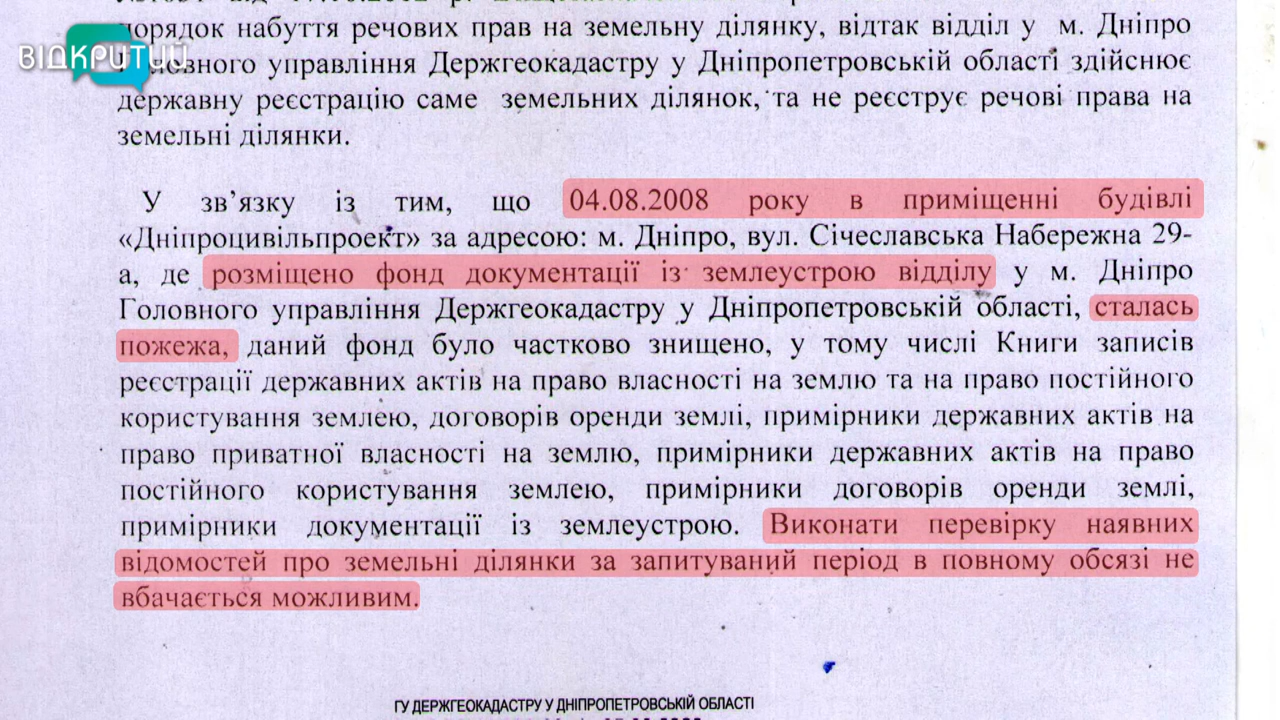 ВІДКРИТИЙ
порядок набуття речових прав на земельну ділянку, відтак відділ у м. Дніпро
Головного управління Держгеокадастру у Дніпропетровській області здійснює
державну реєстрацію саме земельних ділянок, та не реєструє речові права на
земельні ділянки.
У зв’язку із тим, що 04.08.2008 року в приміщенні будівлі
«Дніпроцивільпроект» за адресою: м. Дніпро, вул. Січеславська Набережна 29-
а, де розміщено фонд документації із землеустрою відділу у м. Дніпро
Головного управління Держгеокадастру у Дніпропетровській області, сталась
пожежа, даний фонд було частково знищено, у тому числі Книги записів
реєстрації державних актів на право власності на землю та на право постійного
користування землею, договорів оренди землі, примірники державних актів на
право приватної власності на землю, примірники державних актів на право
постійного користування землею, примірники договорів оренди землі,
примірники документації із землеустрою. Виконати перевірку наявних
відомостей про земельні ділянки за запитуваний період в повному обсязі не
вбачається можливим.
ГУ ДЕРЖГЕОКАДАСТРУ У ДНІПРОПЕТРОВСЬКІЙ ОБЛАСТІ